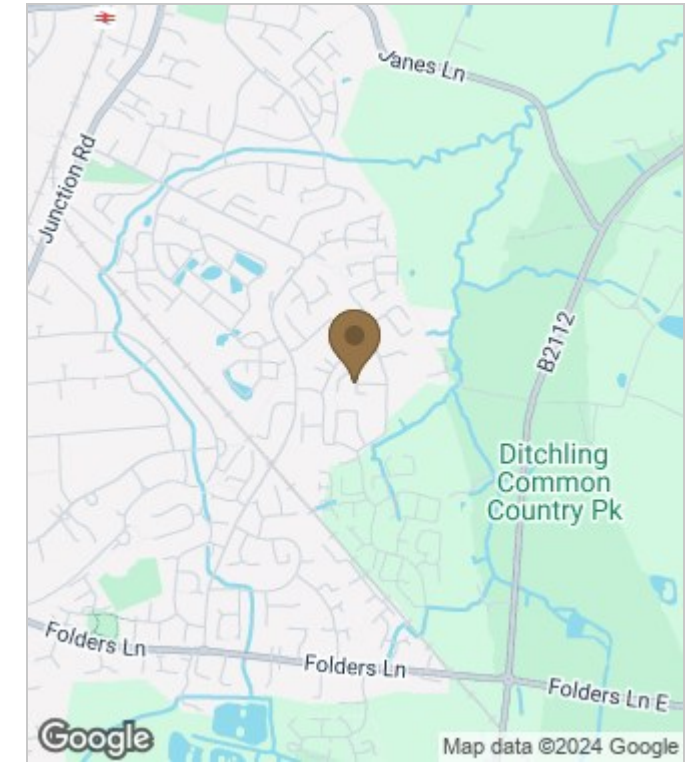 Janes Ln
Junction Rd
B2112
Ditchling
Common
Country Pk
Folders Ln
Folders Ln
Folders Ln E
Google
Map data ©2024 Google